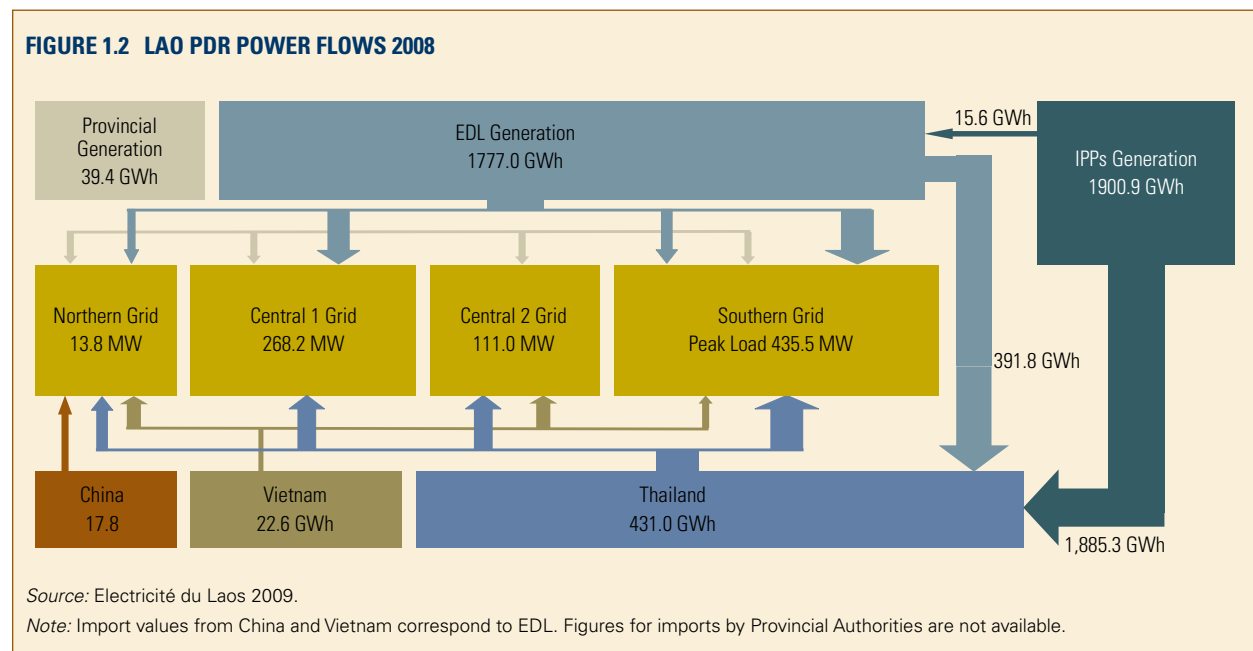 FIGURE 1.2 LAO PDR POWER FLOWS 2008
Provincial
Generation
39.4 GWh
EDL Generation
1777.0 GWh
15.6 GWh
IPPs Generation
1900.9 GWh
Northern Grid
13.8 MW
Central 1 Grid
268.2 MW
Central 2 Grid
111.0 MW
Southern Grid
Peak Load 435.5 MW
391.8 GWh
China
17.8
Vietnam
22.6 GWh
Thailand
431.0 GWh
1,885.3 GWh
Source: Electricité du Laos 2009.
Note: Import values from China and Vietnam correspond to EDL. Figures for imports by Provincial Authorities are not available.